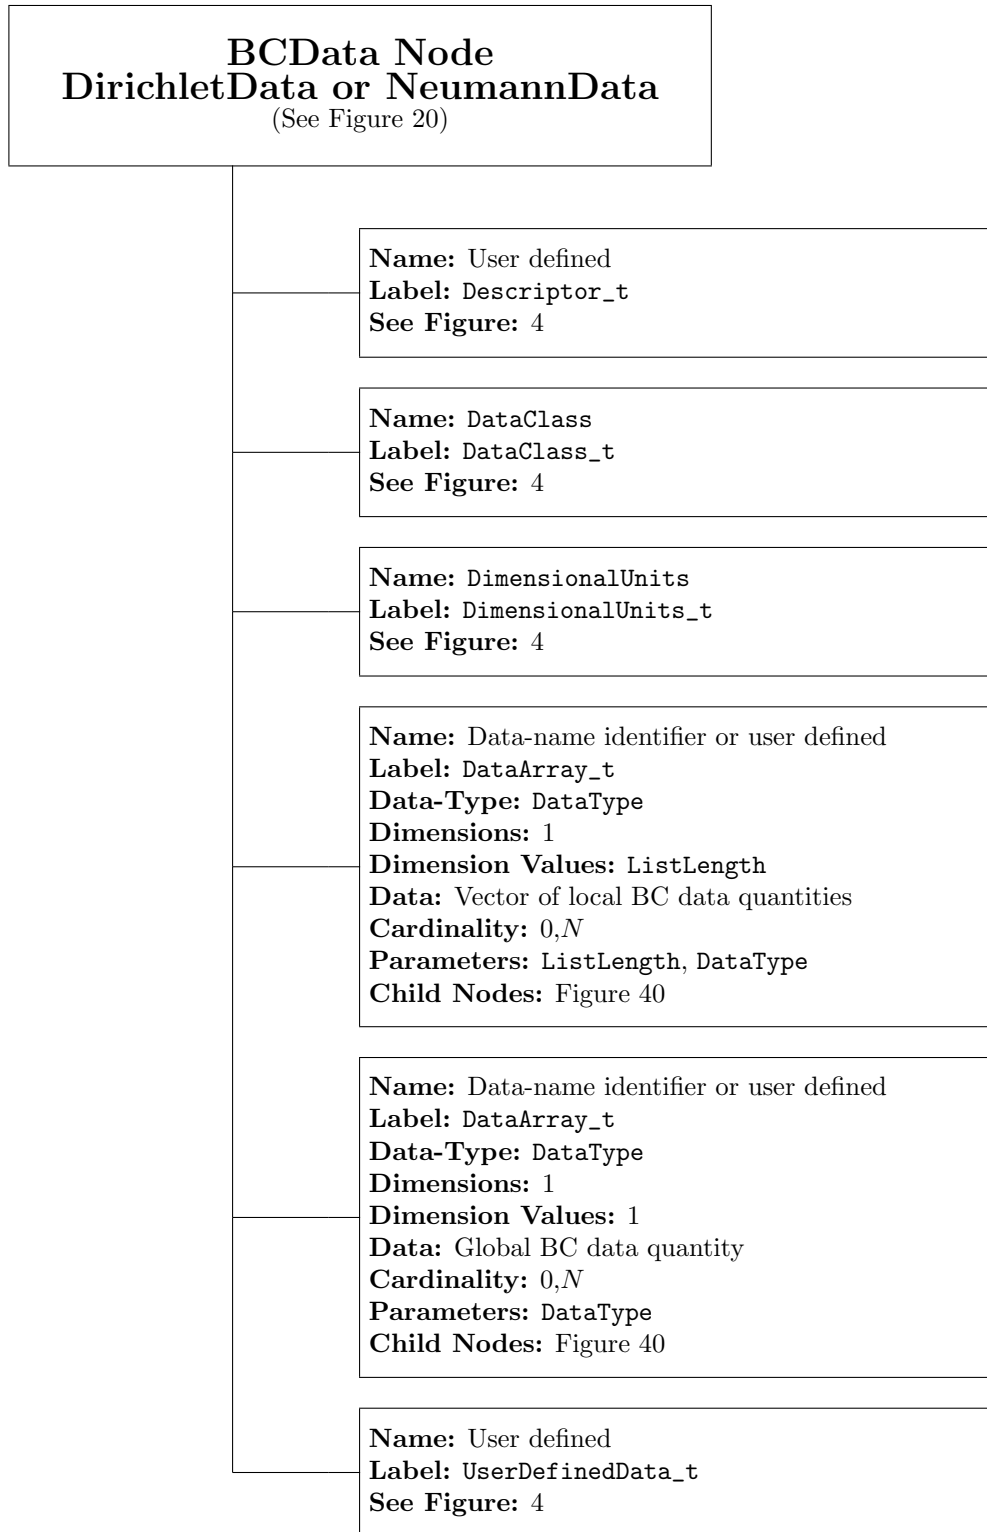 BCData Node
DirichletData or NeumannData
(See Figure 20)
Name: User defined
Label: Descriptor_t
See Figure: 4
Name: DataClass
Label: DataClass_t
See Figure: 4
Name: DimensionalUnits
Label: DimensionalUnits_t
See Figure: 4
Name: Data-name identifier or user defined
Label: DataArray_t
Data-Type: DataType
Dimensions: 1
Dimension Values: ListLength
Data: Vector of local BC data quantities
Cardinality: 0,N
Parameters: ListLength, DataType
Child Nodes: Figure 40
Name: Data-name identifier or user defined
Label: DataArray_t
Data-Type: DataType
Dimensions: 1
Dimension Values: 1
Data: Global BC data quantity
Cardinality: 0,N
Parameters: DataType
Child Nodes: Figure 40
Name: User defined
Label: UserDefinedData_t
See Figure: 4